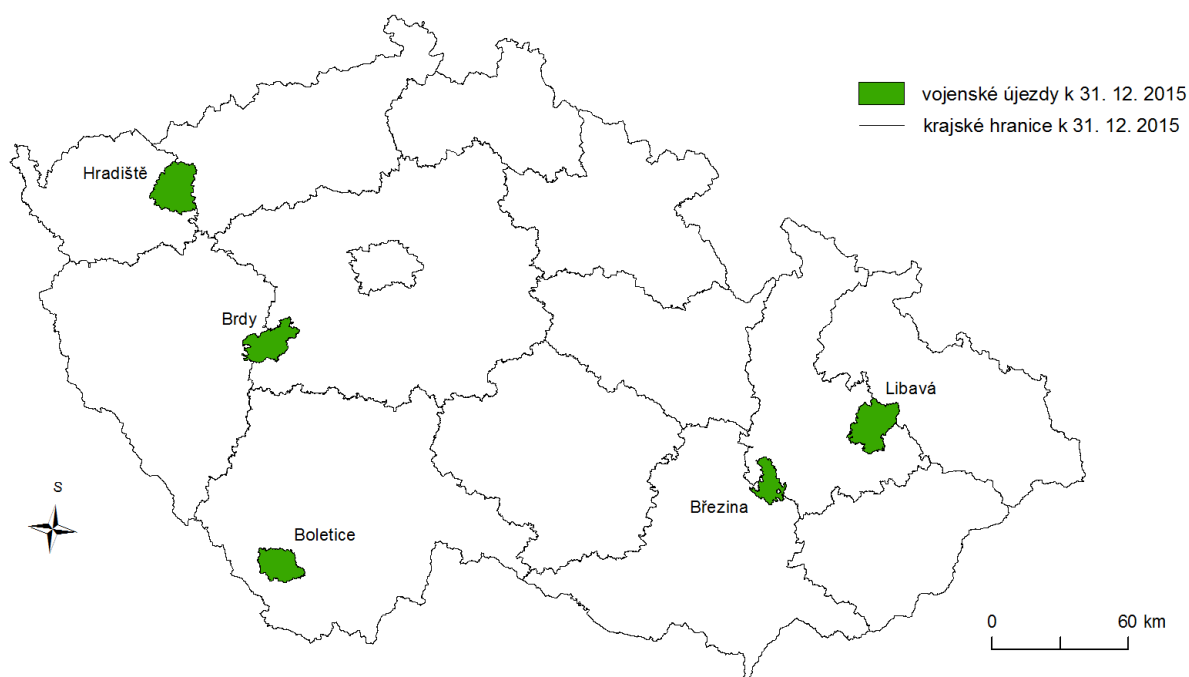 vojenské újezdy k 31. 12. 2015
krajské hranice k 31. 12. 2015
Hradiště
Brdy
Libavá
Březina
Boletice
S
0
60 km